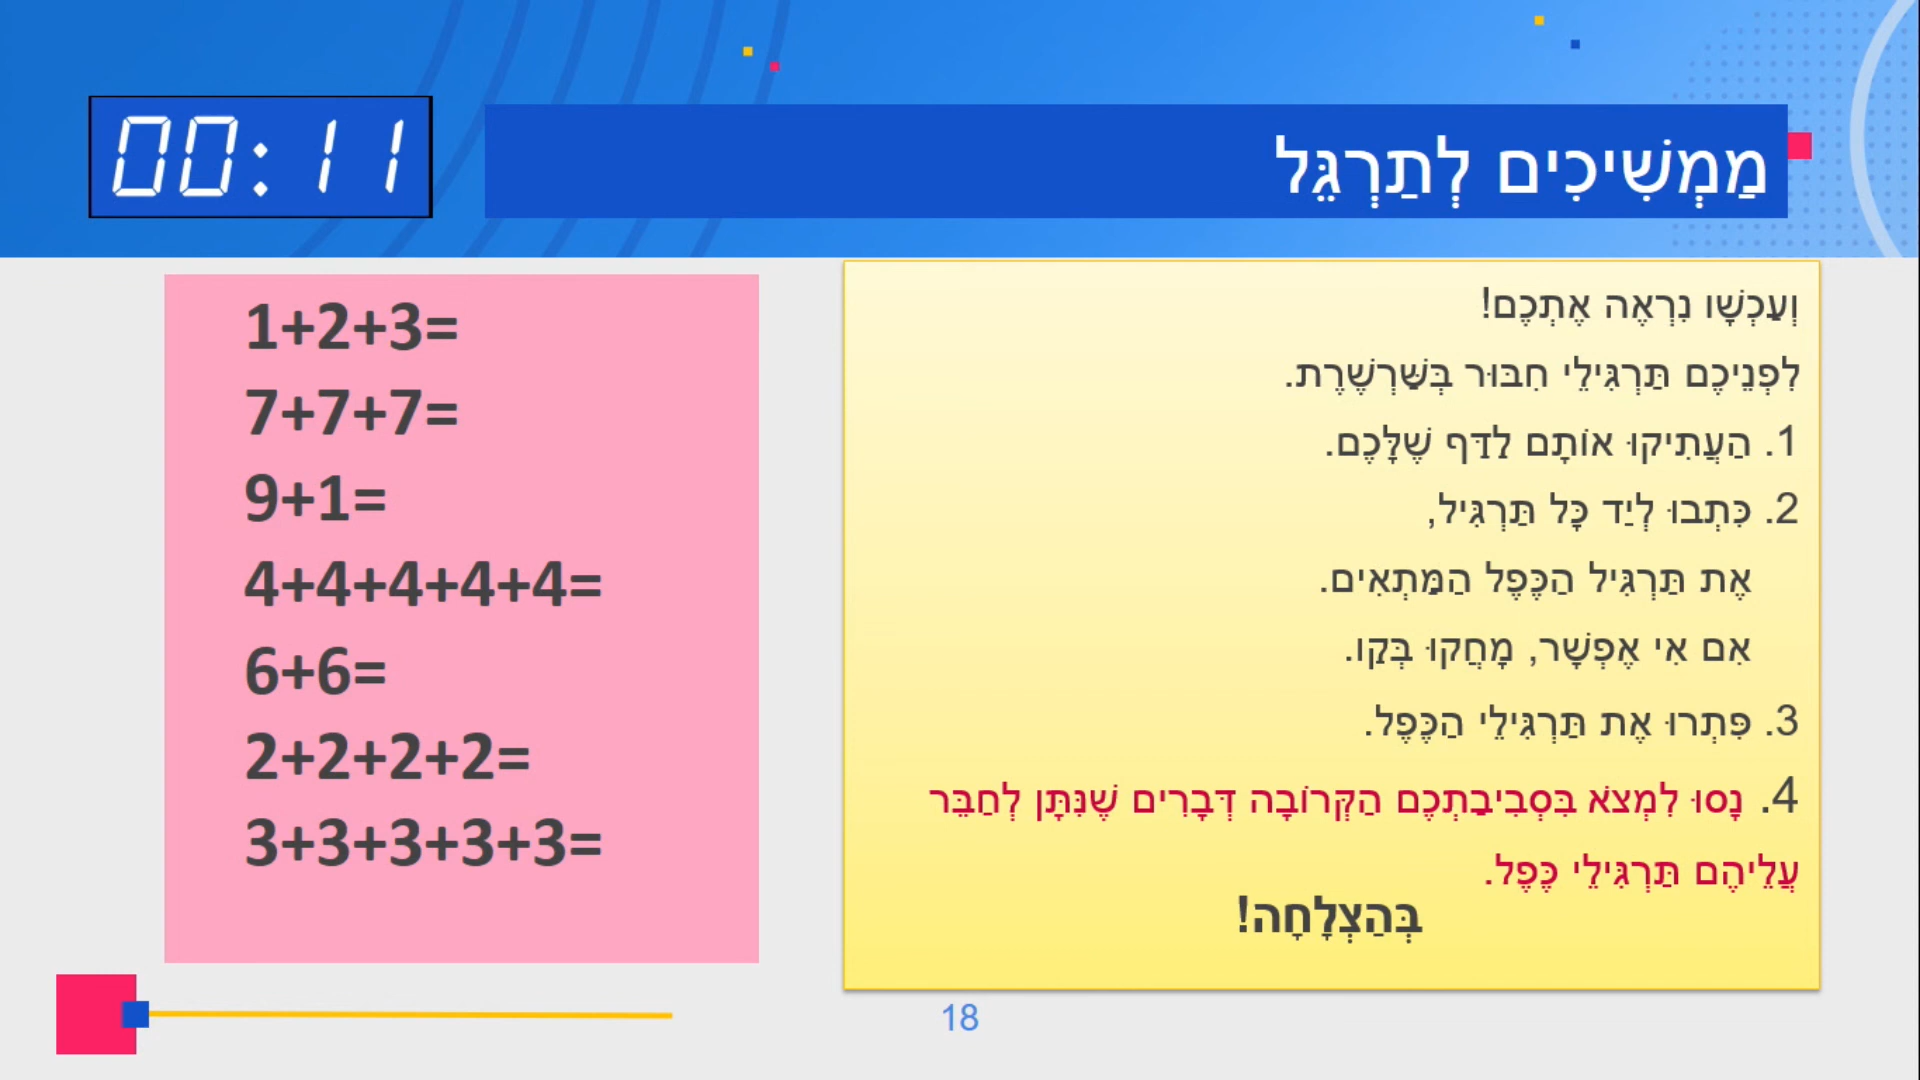 00:11
מַמְשִׁיכִים לְתַרְגֵּל
וְעַכְשָׁו נִרְאֶה אֶתְכֶם!
לִפְנֵיכֶם תַּרְגִּילֵי חִבּוּר בְּשַׁרְשֶׁרֶת.
1. הַעֲתִיקוּ אוֹתָם לַדַּף שֶׁלָּכֶם.
2. כִּתְבוּ לְיַד כָּל תַּרְגִּיל,
אֶת תַּרְגִּיל הַכֶּפֶל הַמַּתְאִים.
אִם אִי אֶפְשָׁר, מָחֲקוּ בְּקַו.
3. פִּתְרוּ אֶת תַּרְגִּילֵי הַכֶּפֶל.
4. נָסוּ לִמְצֹא בִּסְבִיבַתְכֶם הַקְּרוֹבָה דְּבָרִים שֶׁנִּתָּן לְחַבֵּר
עֲלֵיהֶם תַּרְגִּילֵי כֶּפֶל.
בְּהַצְלָחָה!
1+2+3=
7+7+7=
9+1=
4+4+4+4+4=
6+6=
2+2+2+2=
3+3+3+3+3=
18